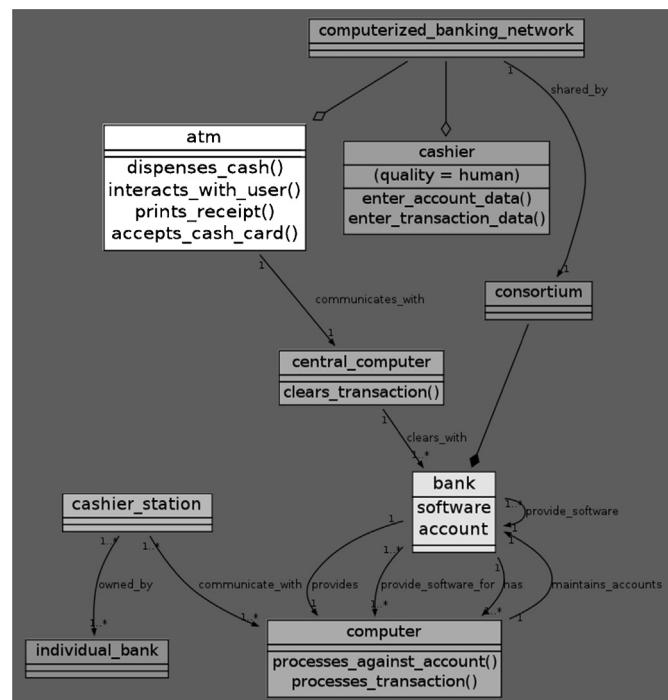 computerized_banking_network
1
shared_by
atm
dispenses_cash()
interacts_with_user()
prints_receipt()
accepts_cash_card()
cashier
(quality = human)
enter_account_data()
enter_transaction_data()
1
1
consortium
communicates_with
1
central_computer
clears_transaction()
1
clears_with
1..*
bank
software
account
1..*
provide_software
1
cashier_station
1..*
1..*
1
1..*
1
1
owned_by
communicate_with
provides
provide_software_for
has
maintains_accounts
1..*
1..*
1
1..*
1..*
1
individual_bank
computer
processes_against_account()
processes_transaction()